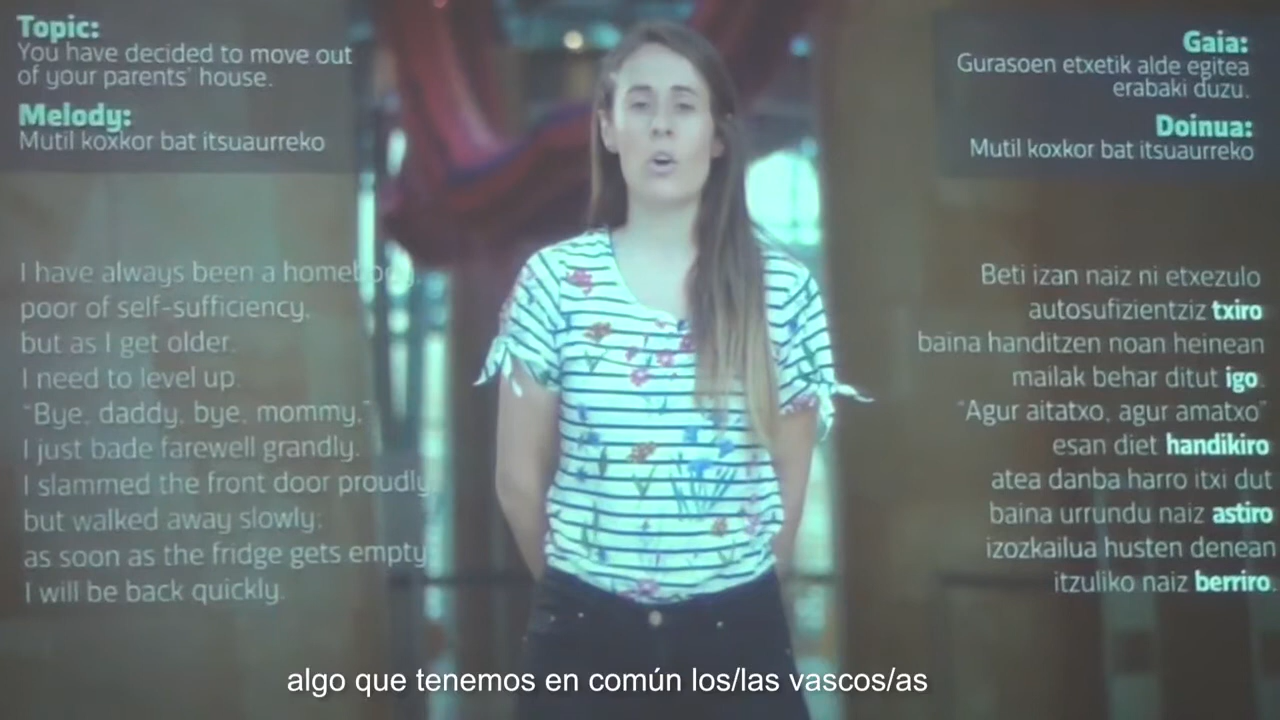 Topic:
You have decided to move out
of your parents' house.
Melody:
Mutil koxkor bat itsuaurreko
I have always been a homebody
poor of self-sufficiency,
but as I get older,
I need to level up.
"Bye, daddy, bye, mommy,"
I just bade farewell grandly.
I slammed the front door proudly
but walked away slowly;
as soon as the fridge gets empty
I will be back quickly.
Gaia:
Gurasoen etxetik alde egitea
erabaki duzu.
Doinua:
Mutil koxkor bat itsuaurreko
Beti izan naiz ni etxezulo
autosufizientziz txiro
baina handitzen noan heinean
mailak behar ditut igo.
"Agur aitatxo, agur amatxo"
esan diet handikiro
atea danba harro itxi dut
baina urrundu naiz astiro
izozkailua husten denean
itzuliko naiz berriro.
algo que tenemos en común los/las vascos/as